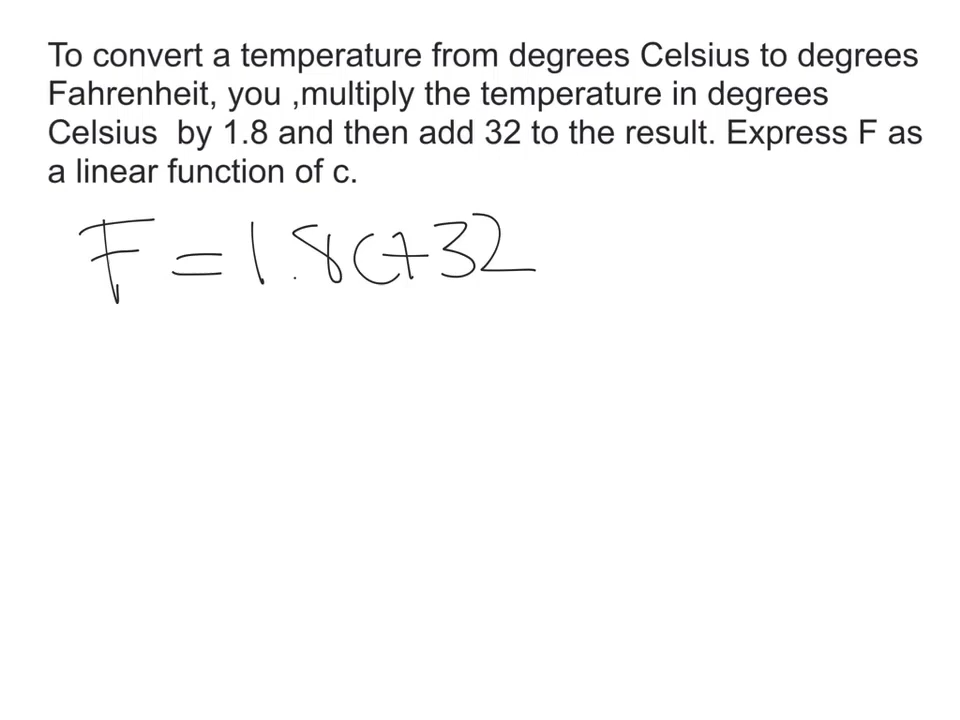 To convert a temperature from degrees Celsius to degrees
Fahrenheit, you ,multiply the temperature in degrees
Celsius  by 1.8 and then add 32 to the result. Express F as
a linear function of c.
F = 1.8c+32